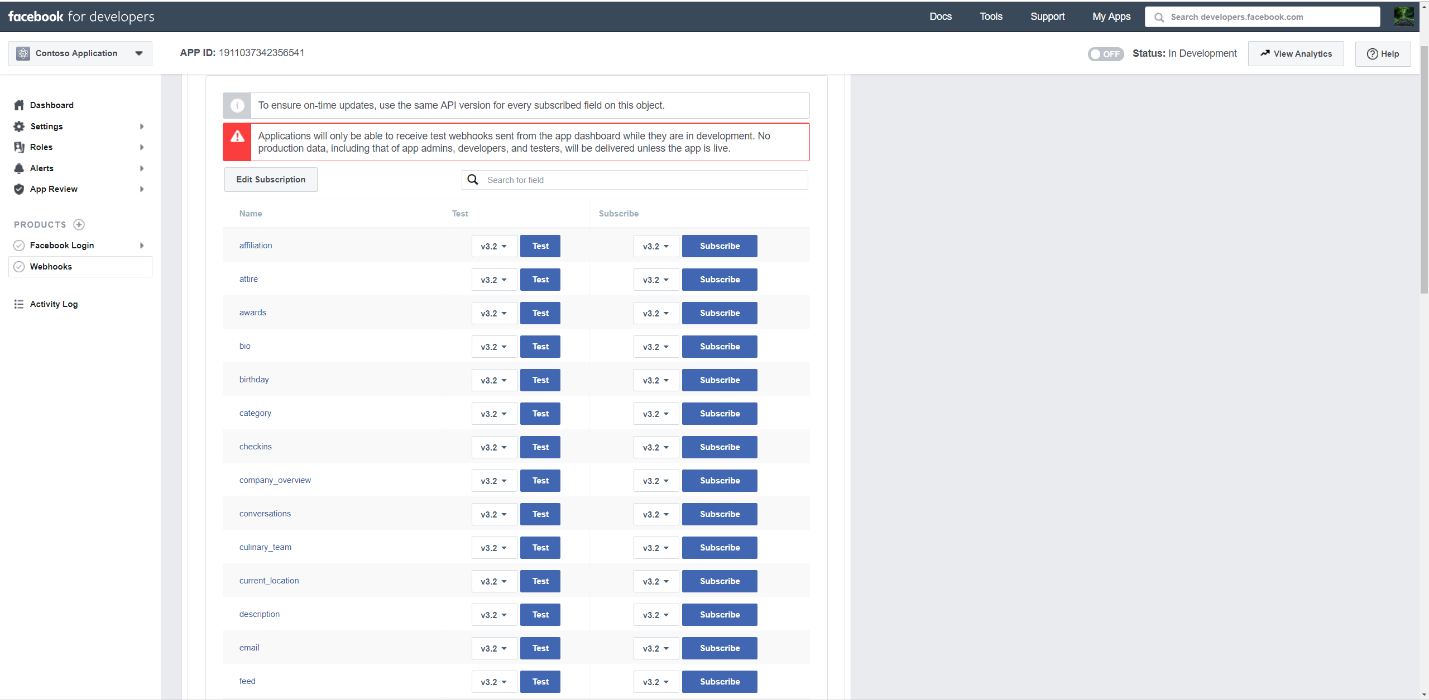 facebook for developers
Docs
Tools
Support
My Apps
Search developers.facebook.com
Contoso Application
APP ID: 1911037342356541
OFF
Status: In Development
View Analytics
Help
Dashboard
Settings
Roles
Alerts
App Review
PRODUCTS
Facebook Login
Webhooks
Activity Log
To ensure on-time updates, use the same API version for every subscribed field on this object.
Applications will only be able to receive test webhooks sent from the app dashboard while they are in development. No
production data, including that of app admins, developers, and testers, will be delivered unless the app is live.
Edit Subscription
Search for field
Name Test Subscribe
affiliation v3.2 Test v3.2 Subscribe
attire v3.2 Test v3.2 Subscribe
awards v3.2 Test v3.2 Subscribe
bio v3.2 Test v3.2 Subscribe
birthday v3.2 Test v3.2 Subscribe
category v3.2 Test v3.2 Subscribe
checkins v3.2 Test v3.2 Subscribe
company_overview v3.2 Test v3.2 Subscribe
conversations v3.2 Test v3.2 Subscribe
culinary_team v3.2 Test v3.2 Subscribe
current_location v3.2 Test v3.2 Subscribe
description v3.2 Test v3.2 Subscribe
email v3.2 Test v3.2 Subscribe
feed v3.2 Test v3.2 Subscribe